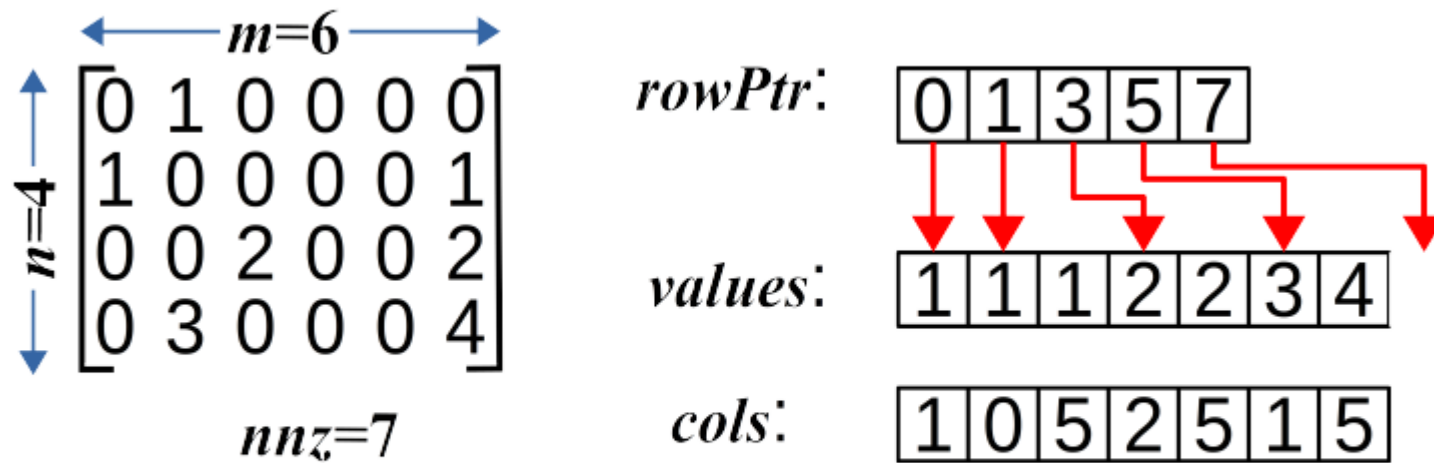 m=6
n=4
0 1 0 0 0 0
1 0 0 0 0 1
0 0 2 0 0 2
0 3 0 0 0 4
nnz=7
rowPtr: 0 1 3 5 7
values: 1 1 1 2 2 3 4
cols: 1 0 5 2 5 1 5